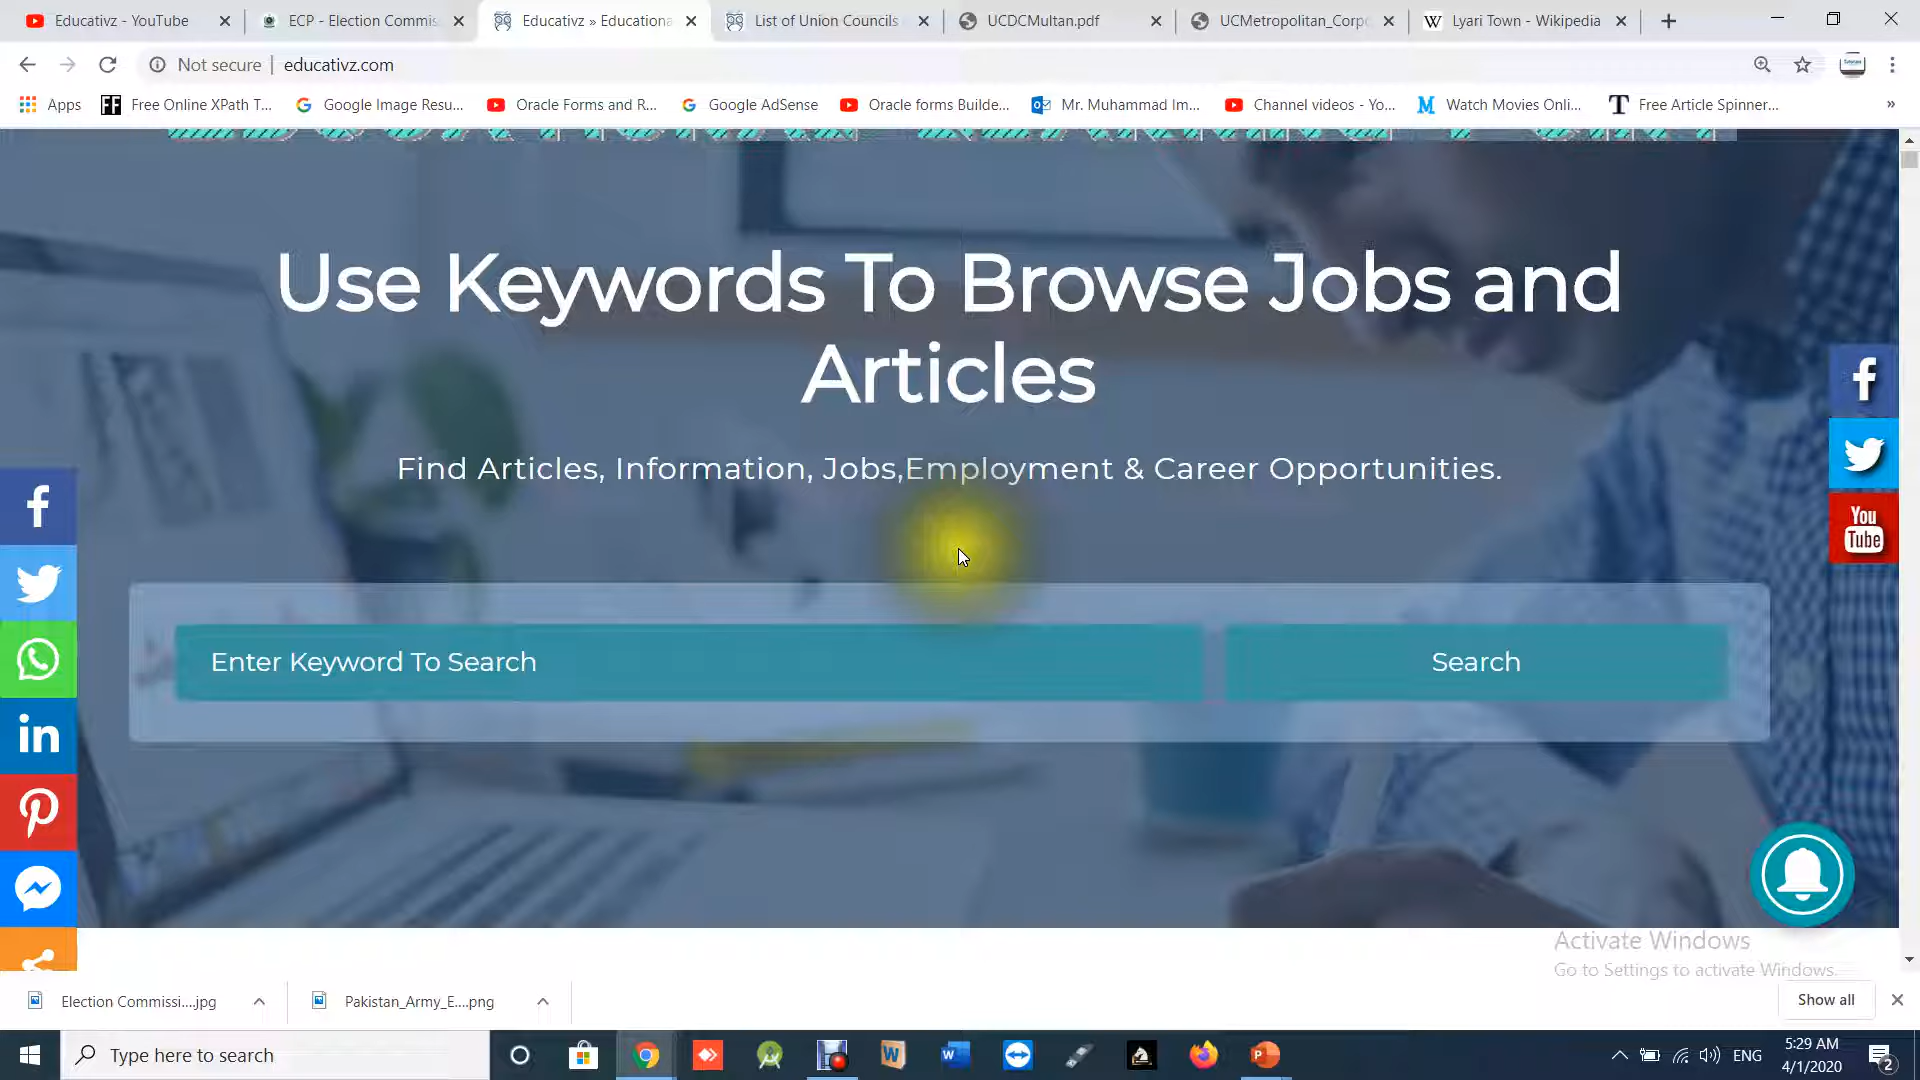 Educativz - YouTube
ECP - Election Commis
Educativz » Educationa
List of Union Councils
UCDCMultan.pdf
UCMetropolitan_Corpo
Lyari Town - Wikipedia
Not secure | educativz.com
Apps
Free Online XPath T...
Google Image Resu...
Oracle Forms and R...
Google AdSense
Oracle forms Builde...
Mr. Muhammad Im...
Channel videos - Yo...
Watch Movies Onli...
Free Article Spinner...
Use Keywords To Browse Jobs and
Articles
Find Articles, Information, Jobs,Employment & Career Opportunities.
You
Tube
Enter Keyword To Search
Search
Activate Windows
Go to Settings to activate Windows.
Election Commissi....jpg
Pakistan_Army_E....png
Show all
Type here to search
ENG
5:29 AM
4/1/2020
2